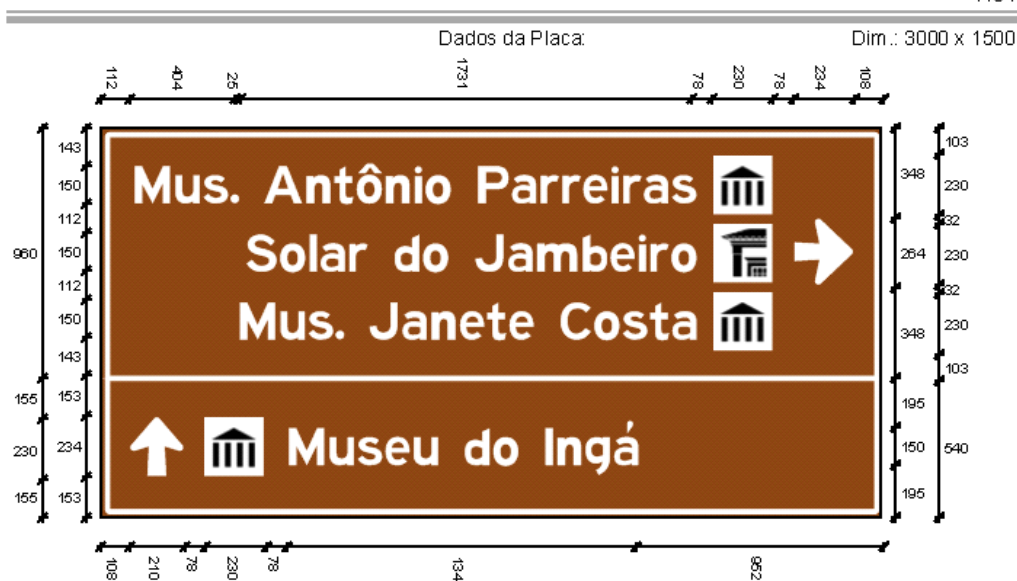 Dados da Placa:
Dim.: 3000 x 1500
112 404 25 1731 78 230 78 234 108
960 155 230 155
143 150 112 150 112 150 143 153 234 153
Mus. Antônio Parreiras
Solar do Jambeiro
Mus. Janete Costa
Museu do Ingá
348 264 348 195 150 195
103 230 32 230 32 230 103 540
108 210 78 230 78 134 952